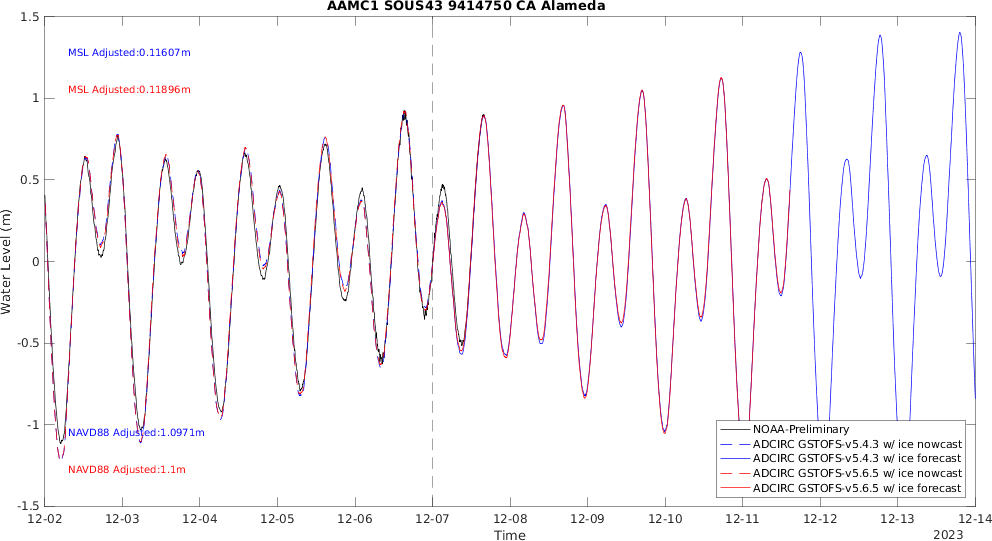 AAMC1 SOUS43 9414750 CA Alameda
1.5
MSL Adjusted:0.11607m
MSL Adjusted:0.11896m
1
0.5
Water Level (m)
0
-0.5
-1
NAVD88 Adjusted:1.0971m
NAVD88 Adjusted:1.1m
-1.5
NOAA-Preliminary
ADCIRC GSTOFS-v5.4.3 w/ ice nowcast
ADCIRC GSTOFS-v5.4.3 w/ ice forecast
ADCIRC GSTOFS-v5.6.5 w/ ice nowcast
ADCIRC GSTOFS-v5.6.5 w/ ice forecast
12-02 12-03 12-04 12-05 12-06 12-07 12-08 12-09 12-10 12-11 12-12 12-13 12-14
Time
2023